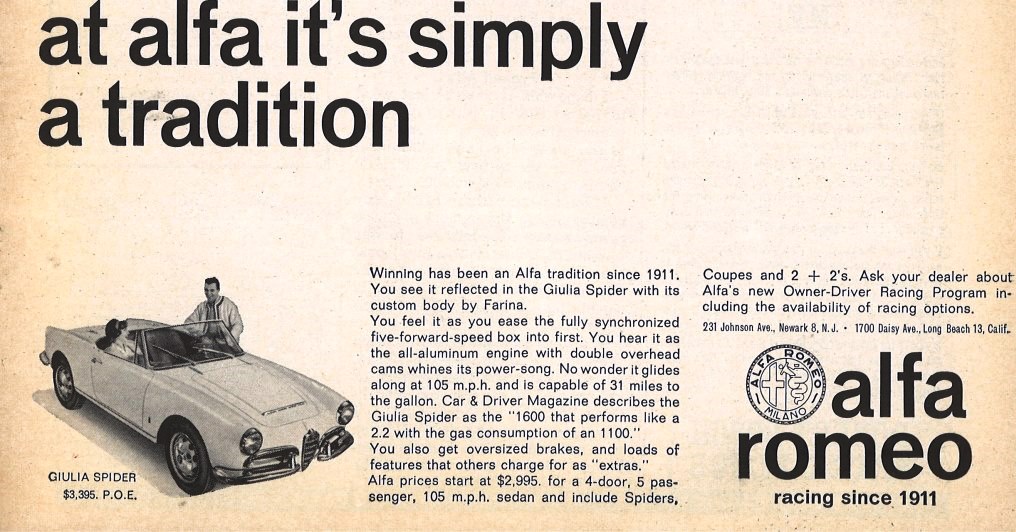 at alfa it's simply
a tradition
Winning has been an Alfa tradition since 1911.
You see it reflected in the Giulia Spider with its
custom body by Farina.
You feel it as you ease the fully synchronized
five-forward-speed box into first. You hear it as
the all-aluminum engine with double overhead
cams whines its power-song. No wonder it glides
along at 105 m.p.h. and is capable of 31 miles to
the gallon. Car & Driver Magazine describes the
Giulia Spider as the "1600 that performs like a
2.2 with the gas consumption of an 1100."
You also get oversized brakes, and loads of
features that others charge for as "extras."
Alfa prices start at $2,995. for a 4-door, 5 pas-
senger, 105 m.p.h. sedan and include Spiders,
Coupes and 2 + 2's. Ask your dealer about
Alfa's new Owner-Driver Racing Program in-
cluding the availability of racing options.
231 Johnson Ave., Newark 8, N.J. • 1700 Daisy Ave., Long Beach 13, Calif.
GIULIA SPIDER
$3,395. P.O.E.
ALFA ROMEO
MILANO
alfa
romeo
racing since 1911